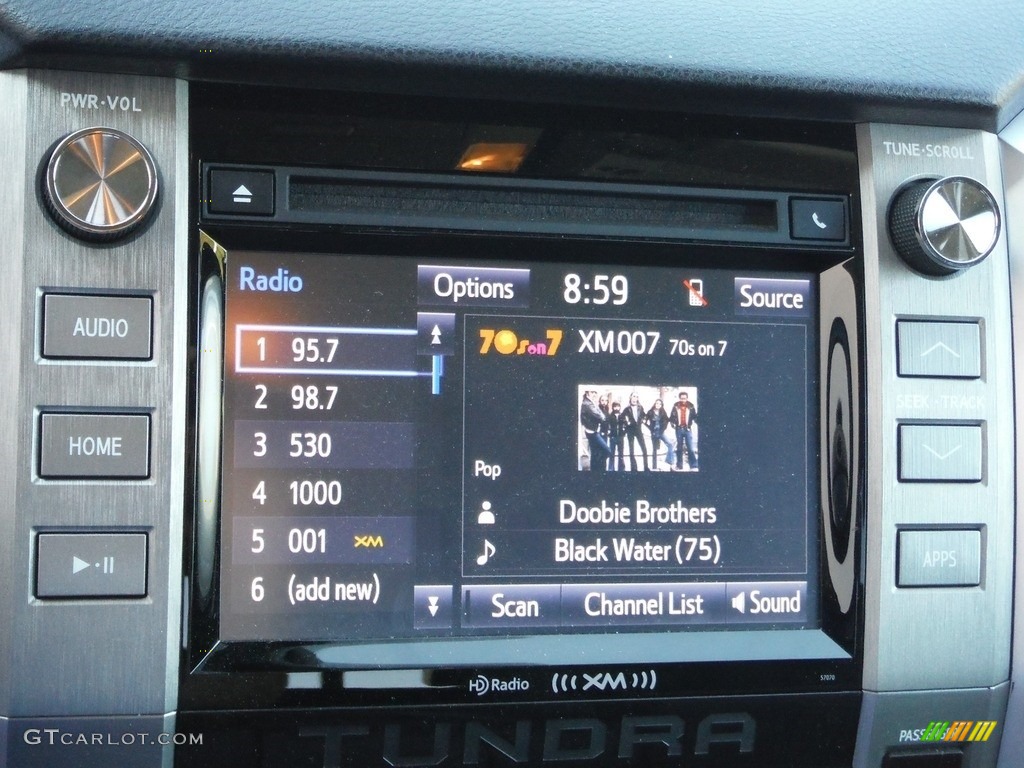 PWR·VOL
TUNE·SCROLL
Radio
Options
8:59
Source
AUDIO
1 95.7
70s on 7
XM007 70s on 7
2 98.7
SEEK·TRACK
HOME
3 530
Pop
4 1000
Doobie Brothers
5 001 XM
Black Water (75)
APPS
6 (add new)
Scan
Channel List
Sound
HD Radio
((( XM )))
57070
TUNDRA
GTCARLOT.COM